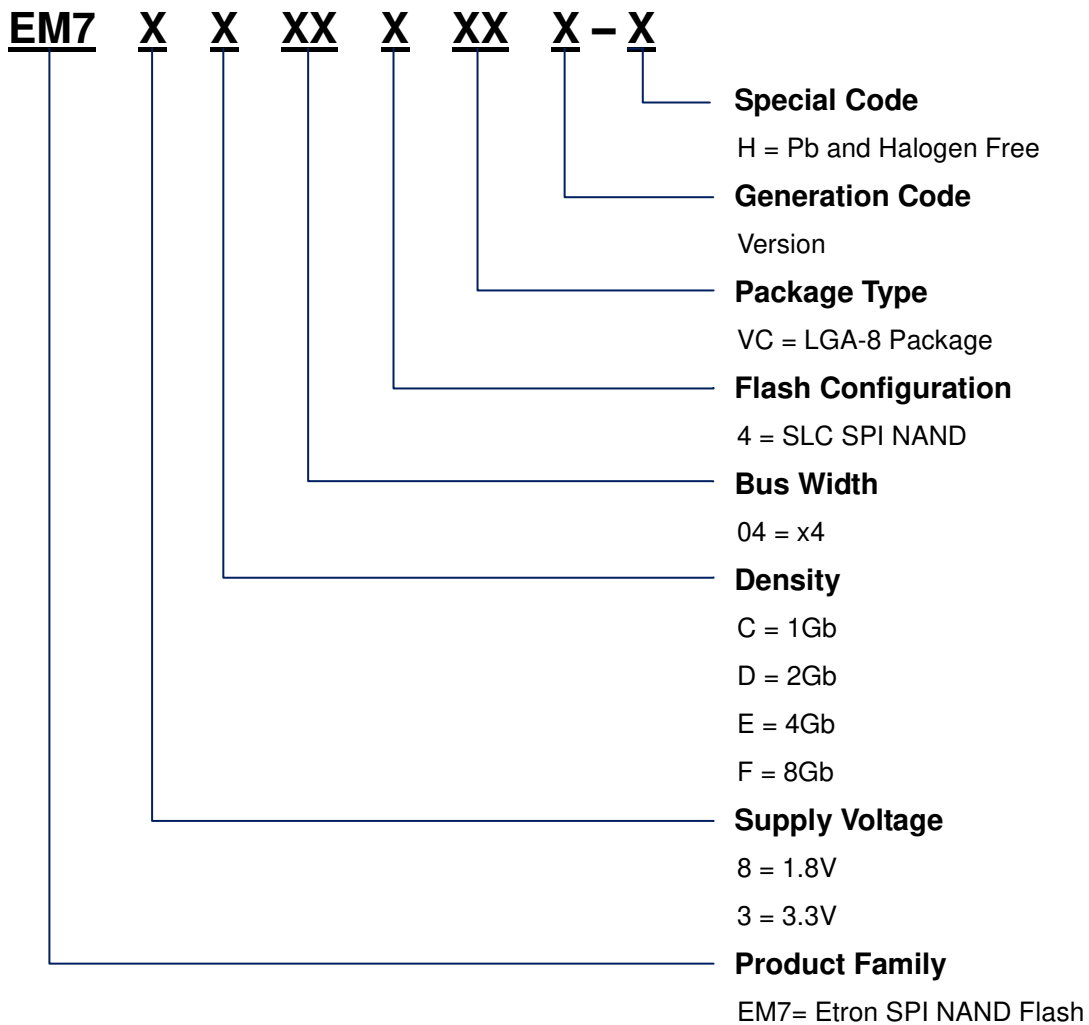 EM7 X X XX X XX X – X
Special Code
H = Pb and Halogen Free
Generation Code
Version
Package Type
VC = LGA-8 Package
Flash Configuration
4 = SLC SPI NAND
Bus Width
04 = x4
Density
C = 1Gb
D = 2Gb
E = 4Gb
F = 8Gb
Supply Voltage
8 = 1.8V
3 = 3.3V
Product Family
EM7= Etron SPI NAND Flash